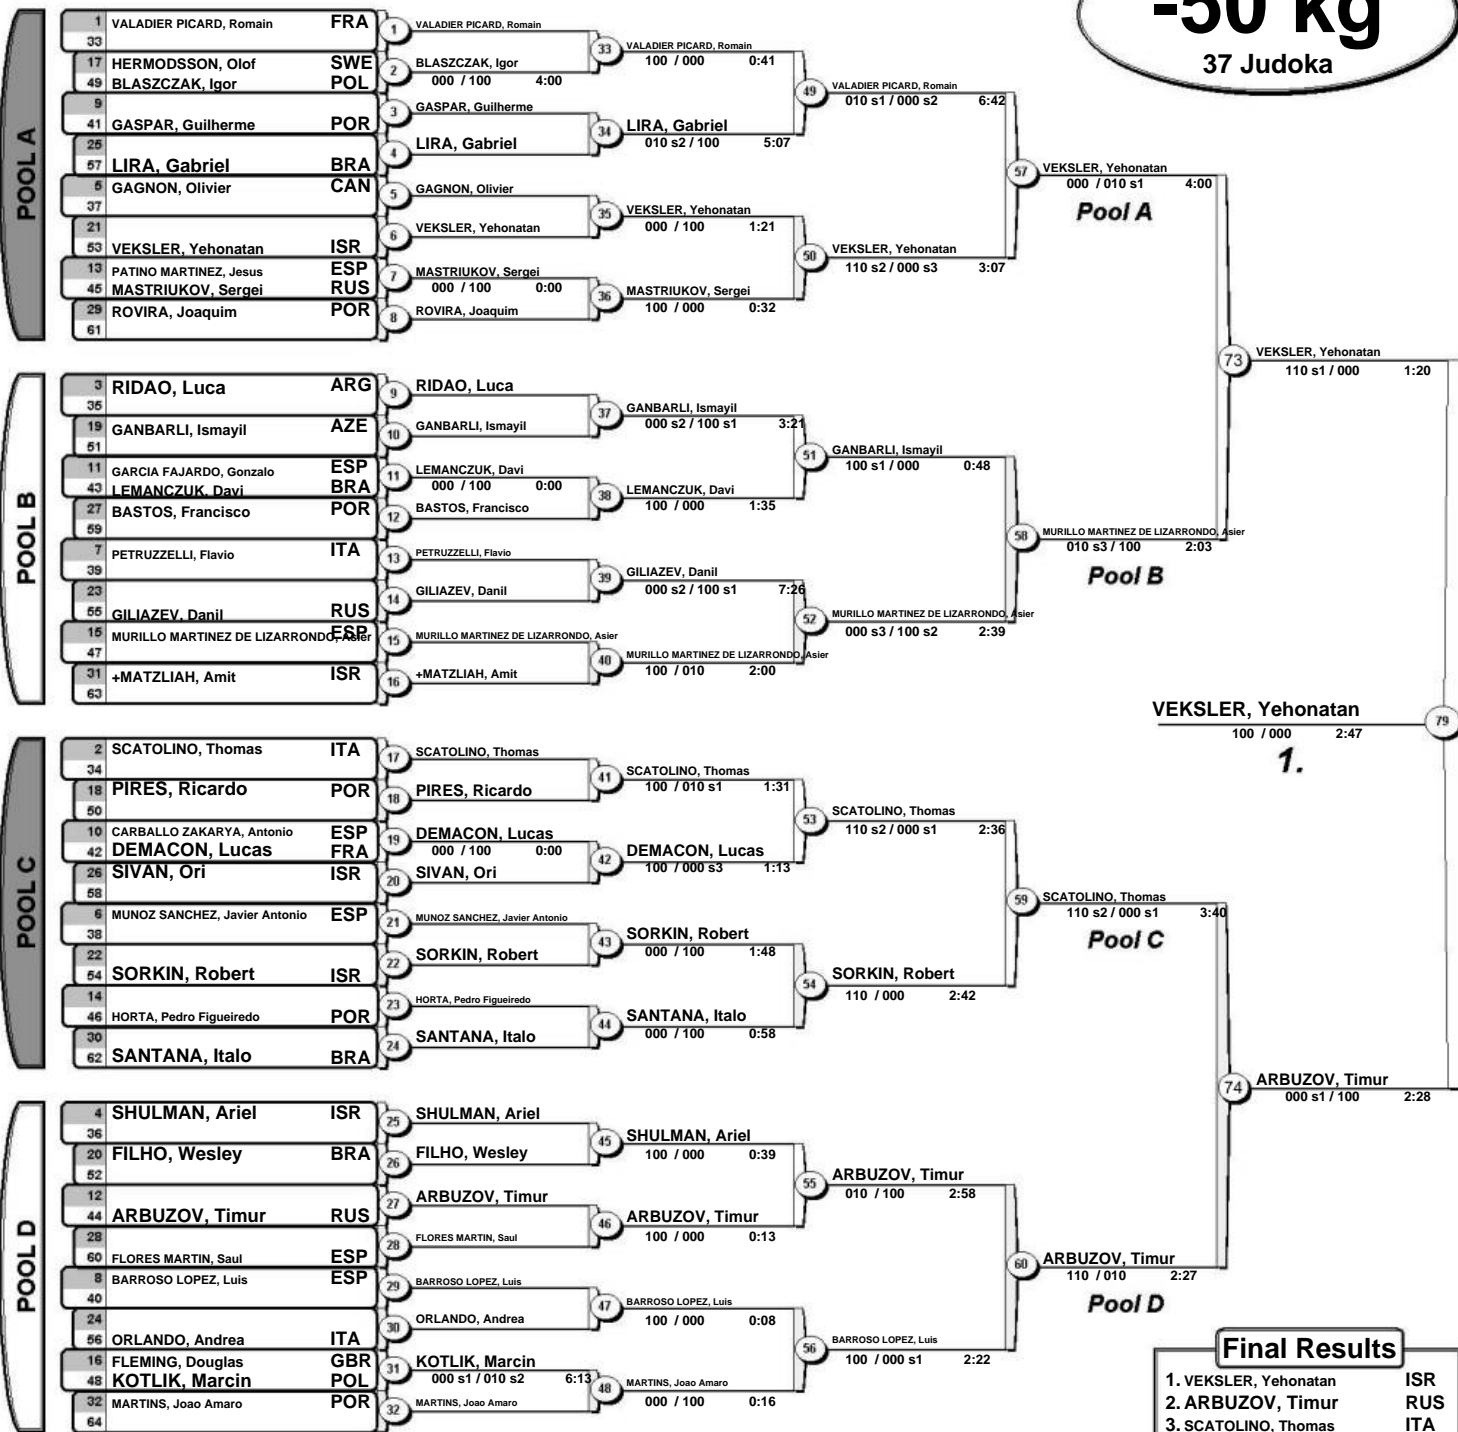 -50 kg
37 Judoka
POOL A
1 VALADIER PICARD, Romain FRA
33
17 HERMODSSON, Olof SWE
49 BLASZCZAK, Igor POL
9
41 GASPAR, Guilherme POR
25
57 LIRA, Gabriel BRA
5 GAGNON, Olivier CAN
37
21
53 VEKSLER, Yehonatan ISR
13 PATINO MARTINEZ, Jesus ESP
45 MASTRIUKOV, Sergei RUS
29 ROVIRA, Joaquim POR
61
1 VALADIER PICARD, Romain
2 BLASZCZAK, Igor
000 / 100 4:00
3 GASPAR, Guilherme
4 LIRA, Gabriel
5 GAGNON, Olivier
6 VEKSLER, Yehonatan
7 MASTRIUKOV, Sergei
000 / 100 0:00
8 ROVIRA, Joaquim
33 VALADIER PICARD, Romain
100 / 000 0:41
34 LIRA, Gabriel
010 s2 / 100 5:07
35 VEKSLER, Yehonatan
000 / 100 1:21
36 MASTRIUKOV, Sergei
100 / 000 0:32
49 VALADIER PICARD, Romain
010 s1 / 000 s2 6:42
50 VEKSLER, Yehonatan
110 s2 / 000 s3 3:07
57 VEKSLER, Yehonatan
000 / 010 s1 4:00
Pool A
POOL B
3 RIDAO, Luca ARG
35
19 GANBARLI, Ismayil AZE
51
11 GARCIA FAJARDO, Gonzalo ESP
43 LEMANCZUK, Davi BRA
27 BASTOS, Francisco POR
59
7 PETRUZZELLI, Flavio ITA
39
23
55 GILIAZEV, Danil RUS
15 MURILLO MARTINEZ DE LIZARRONDO, Asier ESP
47
31 +MATZLIAH, Amit ISR
63
9 RIDAO, Luca
10 GANBARLI, Ismayil
11 LEMANCZUK, Davi
000 / 100 0:00
12 BASTOS, Francisco
13 PETRUZZELLI, Flavio
14 GILIAZEV, Danil
15 MURILLO MARTINEZ DE LIZARRONDO, Asier
16 +MATZLIAH, Amit
37 GANBARLI, Ismayil
000 s2 / 100 s1 3:21
38 LEMANCZUK, Davi
100 / 000 1:35
39 GILIAZEV, Danil
000 s2 / 100 s1 7:26
40 MURILLO MARTINEZ DE LIZARRONDO, Asier
100 / 010 2:00
51 GANBARLI, Ismayil
100 s1 / 000 0:48
52 MURILLO MARTINEZ DE LIZARRONDO, Asier
000 s3 / 100 s2 2:39
58 MURILLO MARTINEZ DE LIZARRONDO, Asier
010 s3 / 100 2:03
Pool B
73 VEKSLER, Yehonatan
110 s1 / 000 1:20
VEKSLER, Yehonatan 79
100 / 000 2:47
1.
POOL C
2 SCATOLINO, Thomas ITA
34
18 PIRES, Ricardo POR
50
10 CARBALLO ZAKARYA, Antonio ESP
42 DEMACON, Lucas FRA
26 SIVAN, Ori ISR
58
6 MUNOZ SANCHEZ, Javier Antonio ESP
38
22
54 SORKIN, Robert ISR
14
46 HORTA, Pedro Figueiredo POR
30
62 SANTANA, Italo BRA
17 SCATOLINO, Thomas
18 PIRES, Ricardo
19 DEMACON, Lucas
000 / 100 0:00
20 SIVAN, Ori
21 MUNOZ SANCHEZ, Javier Antonio
22 SORKIN, Robert
23 HORTA, Pedro Figueiredo
24 SANTANA, Italo
41 SCATOLINO, Thomas
100 / 010 s1 1:31
42 DEMACON, Lucas
100 / 000 s3 1:13
43 SORKIN, Robert
000 / 100 1:48
44 SANTANA, Italo
000 / 100 0:58
53 SCATOLINO, Thomas
110 s2 / 000 s1 2:36
54 SORKIN, Robert
110 / 000 2:42
59 SCATOLINO, Thomas
110 s2 / 000 s1 3:40
Pool C
POOL D
4 SHULMAN, Ariel ISR
36
20 FILHO, Wesley BRA
52
12
44 ARBUZOV, Timur RUS
28
60 FLORES MARTIN, Saul ESP
8 BARROSO LOPEZ, Luis ESP
40
24
56 ORLANDO, Andrea ITA
16 FLEMING, Douglas GBR
48 KOTLIK, Marcin POL
32 MARTINS, Joao Amaro POR
64
25 SHULMAN, Ariel
26 FILHO, Wesley
27 ARBUZOV, Timur
28 FLORES MARTIN, Saul
29 BARROSO LOPEZ, Luis
30 ORLANDO, Andrea
31 KOTLIK, Marcin
000 s1 / 010 s2 6:13
32 MARTINS, Joao Amaro
45 SHULMAN, Ariel
100 / 000 0:39
46 ARBUZOV, Timur
100 / 000 0:13
47 BARROSO LOPEZ, Luis
100 / 000 0:08
48 MARTINS, Joao Amaro
000 / 100 0:16
55 ARBUZOV, Timur
010 / 100 2:58
56 BARROSO LOPEZ, Luis
100 / 000 s1 2:22
60 ARBUZOV, Timur
110 / 010 2:27
Pool D
74 ARBUZOV, Timur
000 s1 / 100 2:28
Final Results
1. VEKSLER, Yehonatan ISR
2. ARBUZOV, Timur RUS
3. SCATOLINO, Thomas ITA